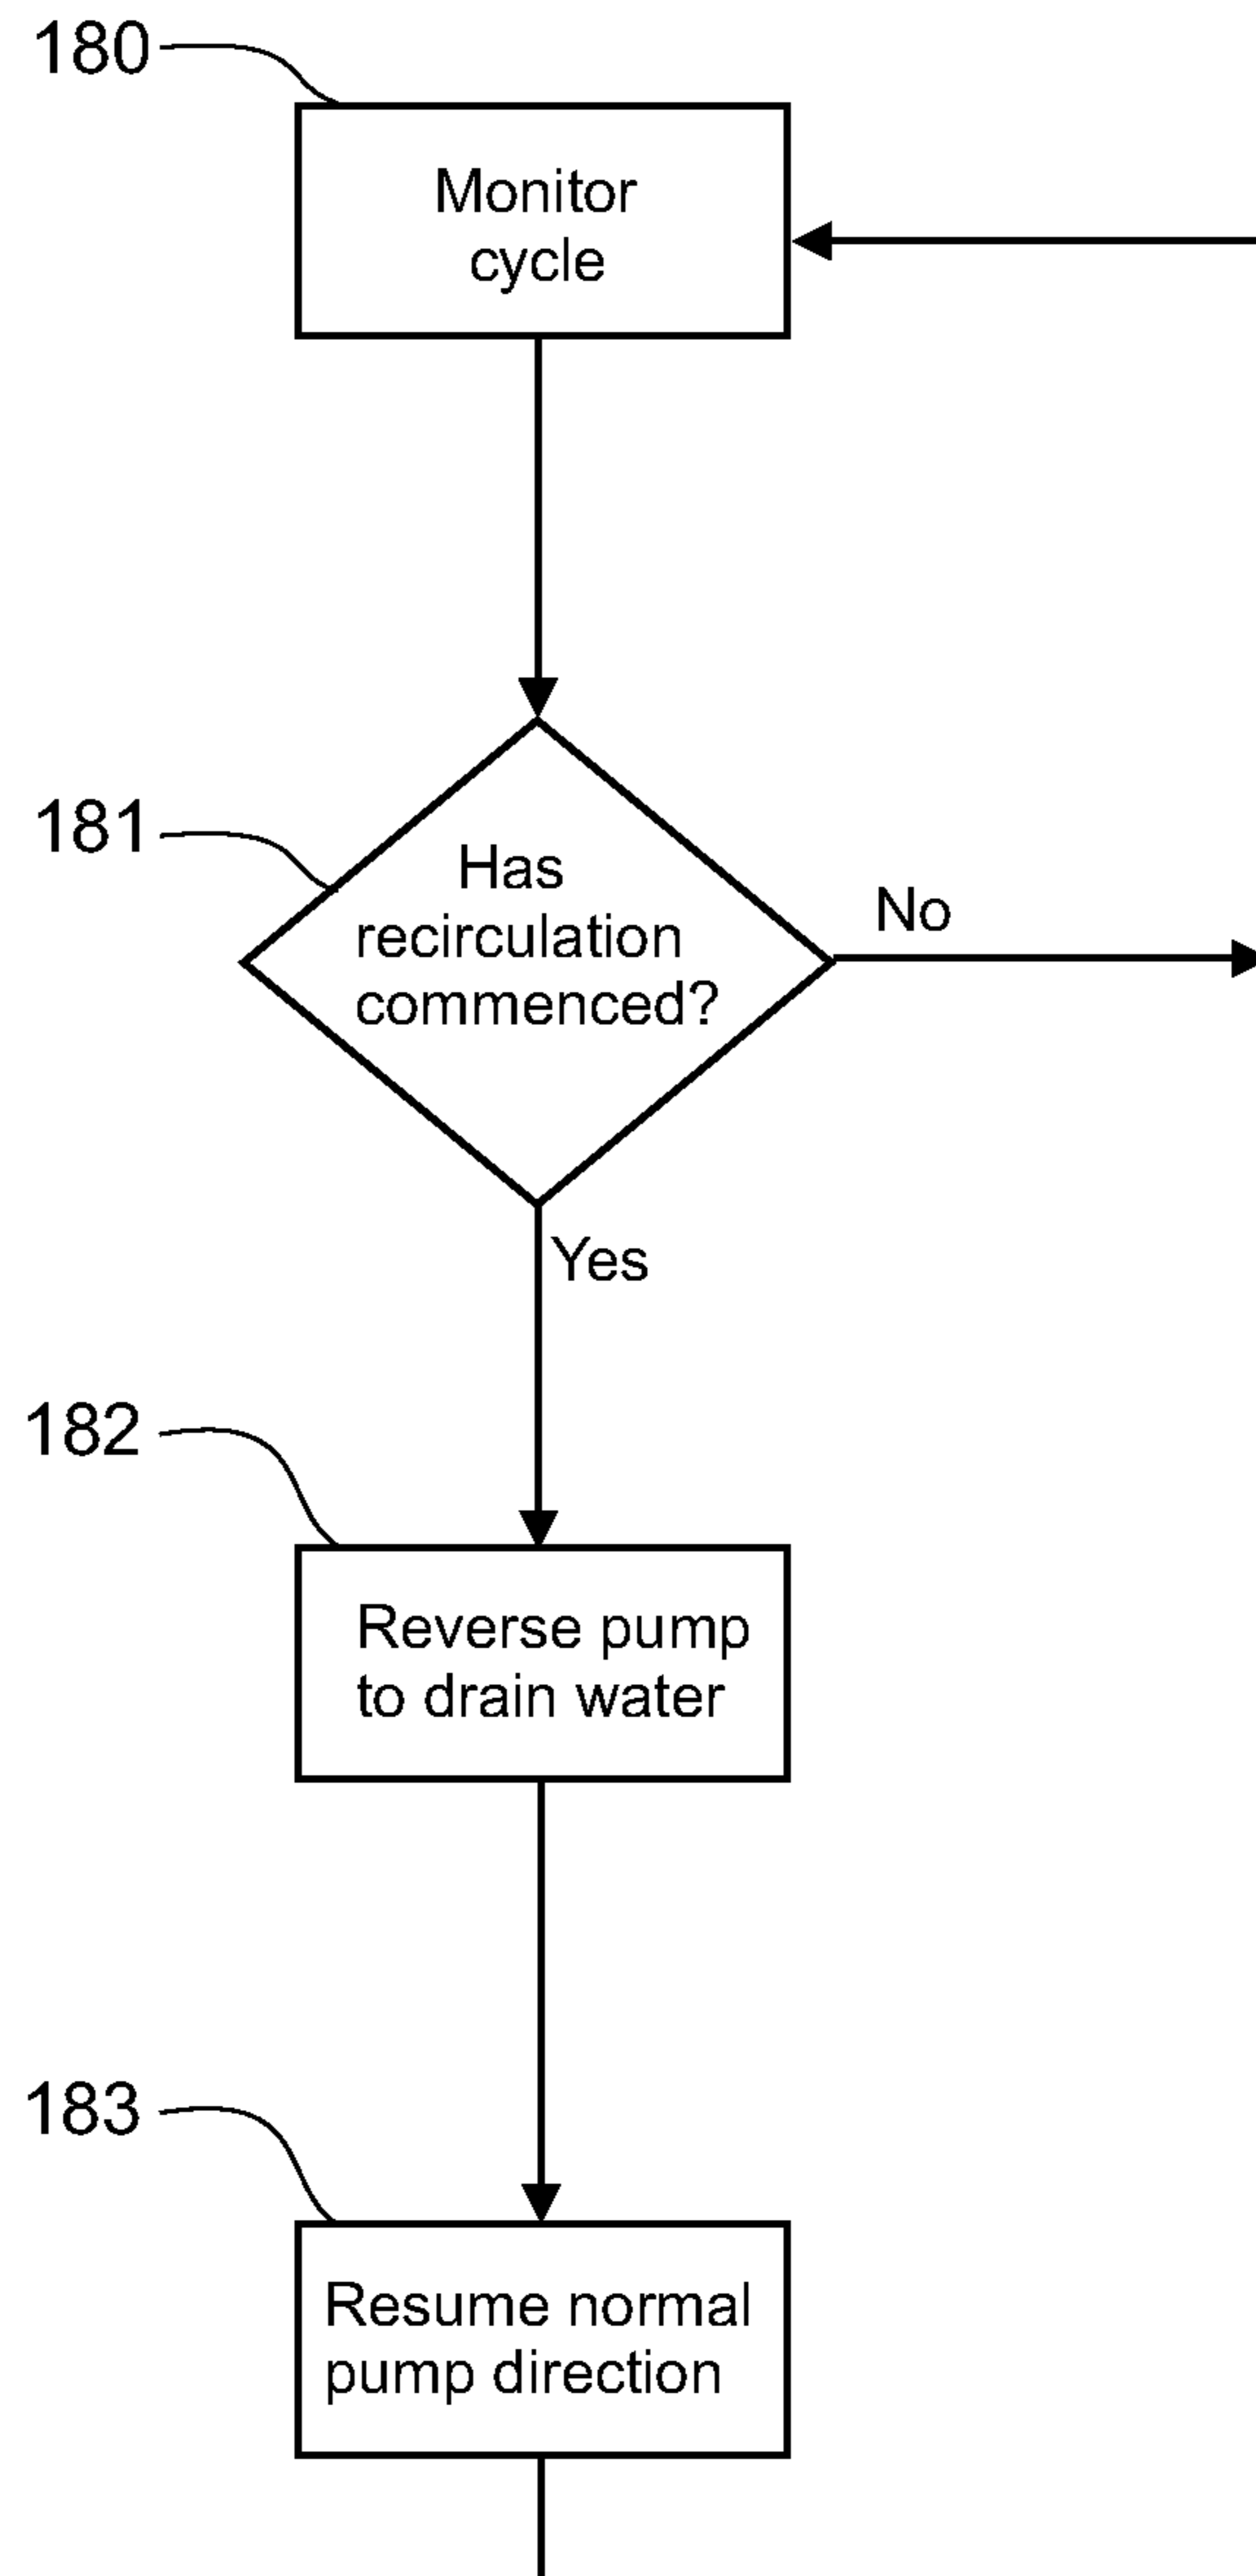 180
Monitor
cycle
181
Has
recirculation
commenced?
No
Yes
182
Reverse pump
to drain water
183
Resume normal
pump direction